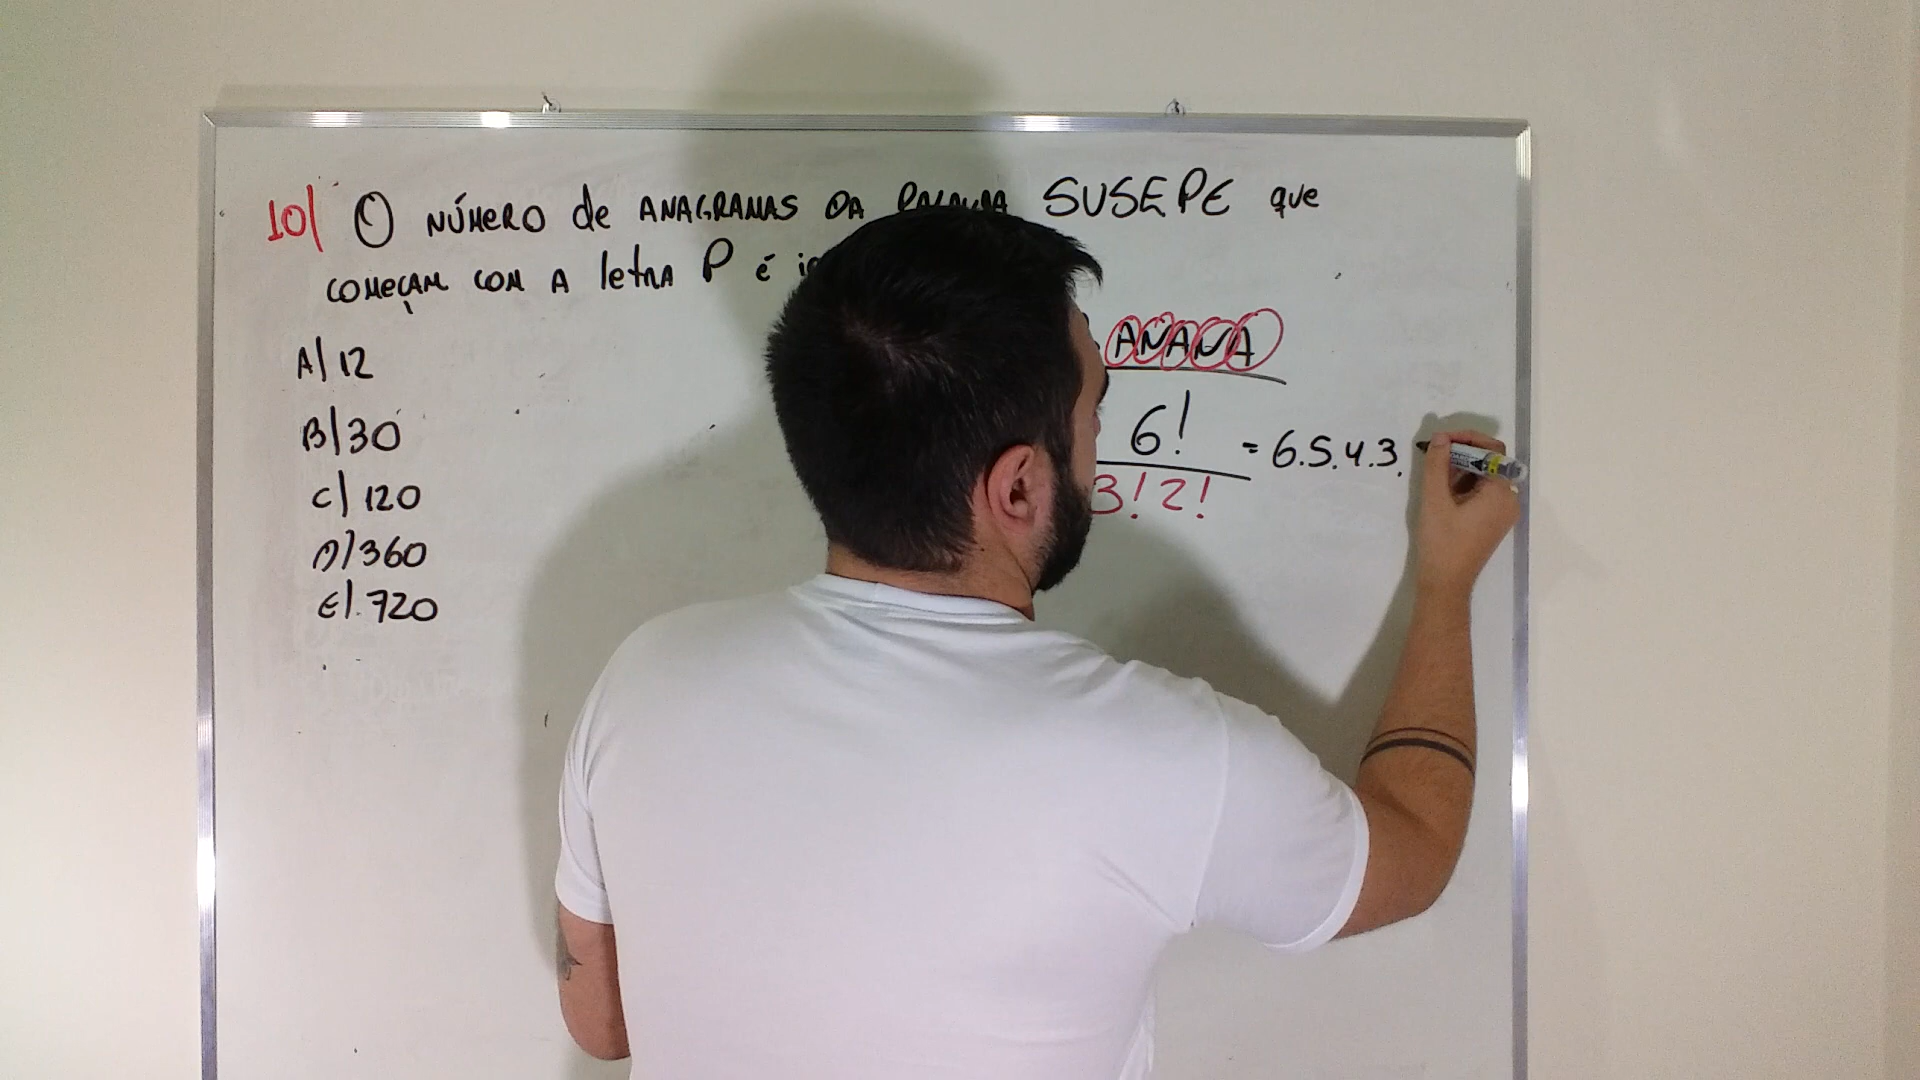 10| O NÚMERO de ANAGRAMAS DA PALAVRA SUSEPE que
COMEÇAM COM A letRA P é
A| 12
B| 30
C| 120
D| 360
E|. 720
ANANA
6!
3! 2!
= 6.5.4.3.